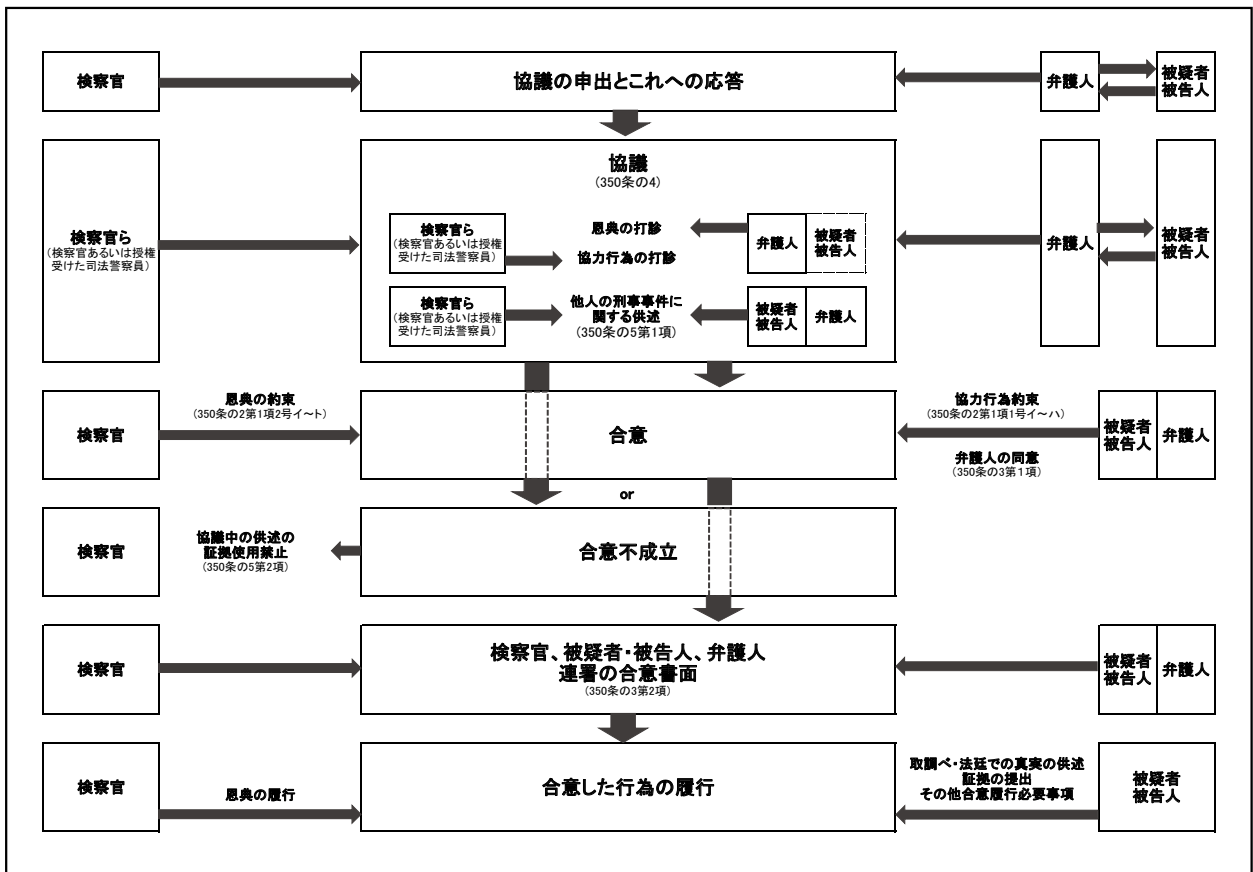 検察官
協議の申出とこれへの応答
弁護人
被疑者
被告人
検察官ら
(検察官あるいは授権
受けた司法警察員)
協議
(350条の4)
検察官ら
(検察官あるいは授権
受けた司法警察員)
恩典の打診
協力行為の打診
弁護人
被疑者
被告人
検察官ら
(検察官あるいは授権
受けた司法警察員)
他人の刑事事件に
関する供述
(350条の5第1項)
被疑者
被告人
弁護人
弁護人
被疑者
被告人
検察官
恩典の約束
(350条の2第1項2号イ~ト)
合意
協力行為約束
(350条の2第1項1号イ~ハ)
弁護人の同意
(350条の3第1項)
被疑者
被告人
弁護人
or
検察官
協議中の供述の
証拠使用禁止
(350条の5第2項)
合意不成立
検察官
検察官、被疑者・被告人、弁護人
連署の合意書面
(350条の3第2項)
被疑者
被告人
弁護人
検察官
恩典の履行
合意した行為の履行
取調べ・法廷での真実の供述
証拠の提出
その他合意履行必要事項
被疑者
被告人